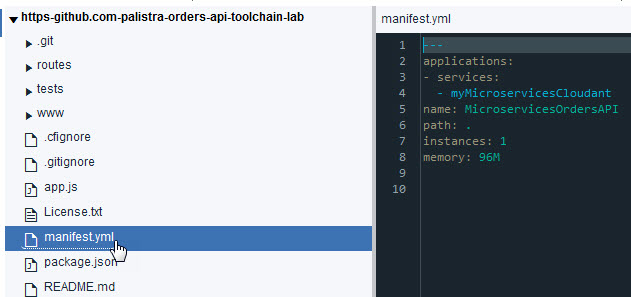 https-github-com-palistra-orders-api-toolchain-lab
.git
routes
tests
www
.cfignore
.gitignore
app.js
License.txt
manifest.yml
package.json
README.md
manifest.yml
1 ---
2 applications:
3 - services:
4   - myMicroservicesCloudant
5 name: MicroservicesOrdersAPI
6 path: .
7 instances: 1
8 memory: 96M
9
10